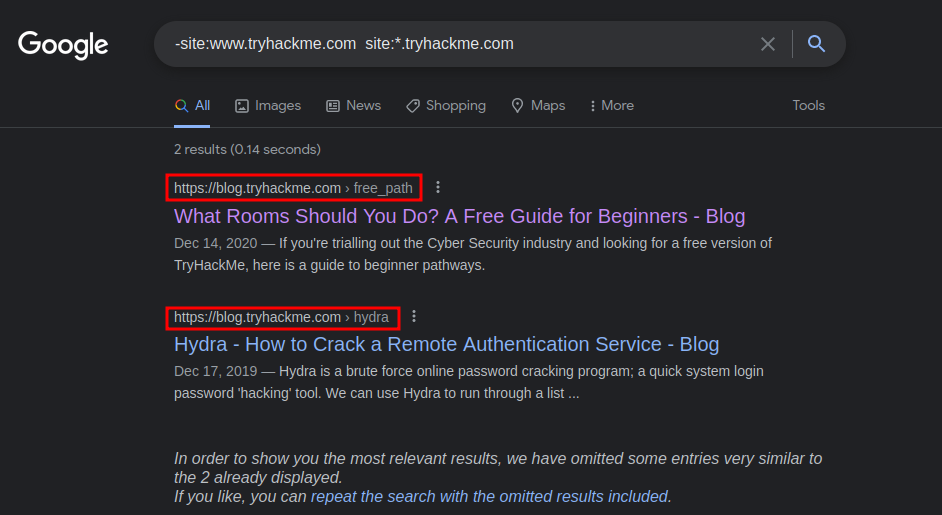 Google
-site:www.tryhackme.com  site:*.tryhackme.com
All Images News Shopping Maps More Tools
2 results (0.14 seconds)
https://blog.tryhackme.com › free_path
What Rooms Should You Do? A Free Guide for Beginners - Blog
Dec 14, 2020 — If you're trialling out the Cyber Security industry and looking for a free version of
TryHackMe, here is a guide to beginner pathways.
https://blog.tryhackme.com › hydra
Hydra - How to Crack a Remote Authentication Service - Blog
Dec 17, 2019 — Hydra is a brute force online password cracking program; a quick system login
password 'hacking' tool. We can use Hydra to run through a list ...
In order to show you the most relevant results, we have omitted some entries very similar to
the 2 already displayed.
If you like, you can repeat the search with the omitted results included.